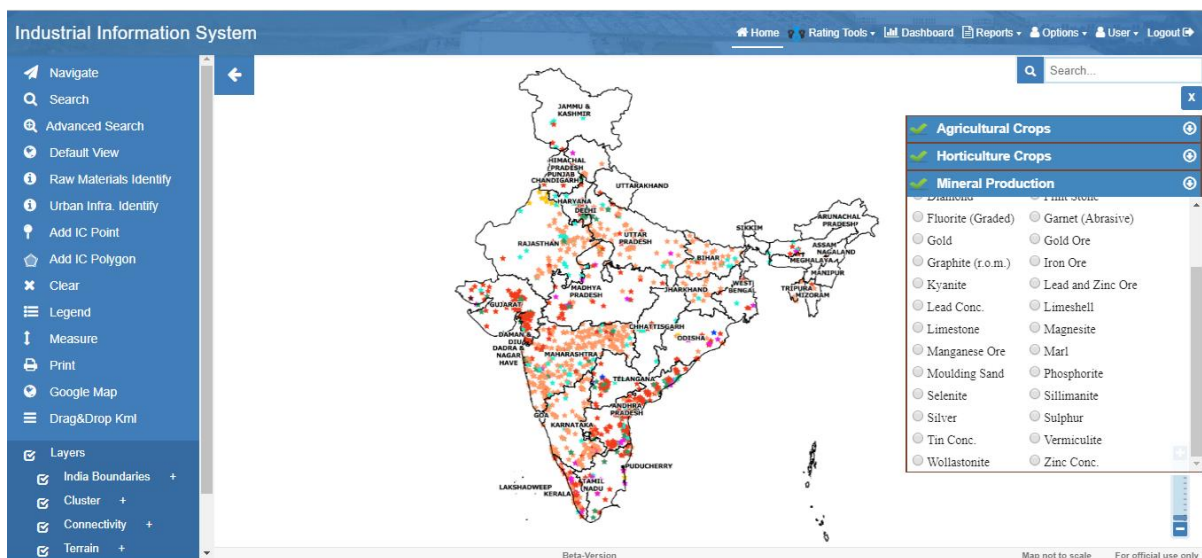 Industrial Information System
Home Rating Tools Dashboard Reports Options User Logout
Navigate
Search
Advanced Search
Default View
Raw Materials Identify
Urban Infra. Identify
Add IC Point
Add IC Polygon
Clear
Legend
Measure
Print
Google Map
Drag&Drop Kml
Layers
India Boundaries +
Cluster +
Connectivity +
Terrain +
Search...
X
JAMMU &
KASHMIR
HIMACHAL
PRADESH
PUNJAB
CHANDIGARH
UTTARAKHAND
HARYANA
DELHI
RAJASTHAN
UTTAR
PRADESH
SIKKIM
ARUNACHAL
PRADESH
ASSAM
NAGALAND
MEGHALAYA
MANIPUR
TRIPURA
MIZORAM
BIHAR
JHARKHAND
WEST
BENGAL
GUJARAT
MADHYA
PRADESH
CHHATTISGARH
ODISHA
DAMAN &
DIU
DADRA &
NAGAR
HAVE
MAHARASHTRA
TELANGANA
ANDHRA
PRADESH
GOA
KARNATAKA
PUDUCHERRY
LAKSHADWEEP
KERALA
TAMIL
NADU
Agricultural Crops
Horticulture Crops
Mineral Production
Diamond Flint Stone
Fluorite (Graded) Garnet (Abrasive)
Gold Gold Ore
Graphite (r.o.m.) Iron Ore
Kyanite Lead and Zinc Ore
Lead Conc. Limeshell
Limestone Magnesite
Manganese Ore Marl
Moulding Sand Phosphorite
Selenite Sillimanite
Silver Sulphur
Tin Conc. Vermiculite
Wollastonite Zinc Conc.
Beta-Version Map not to scale For official use only